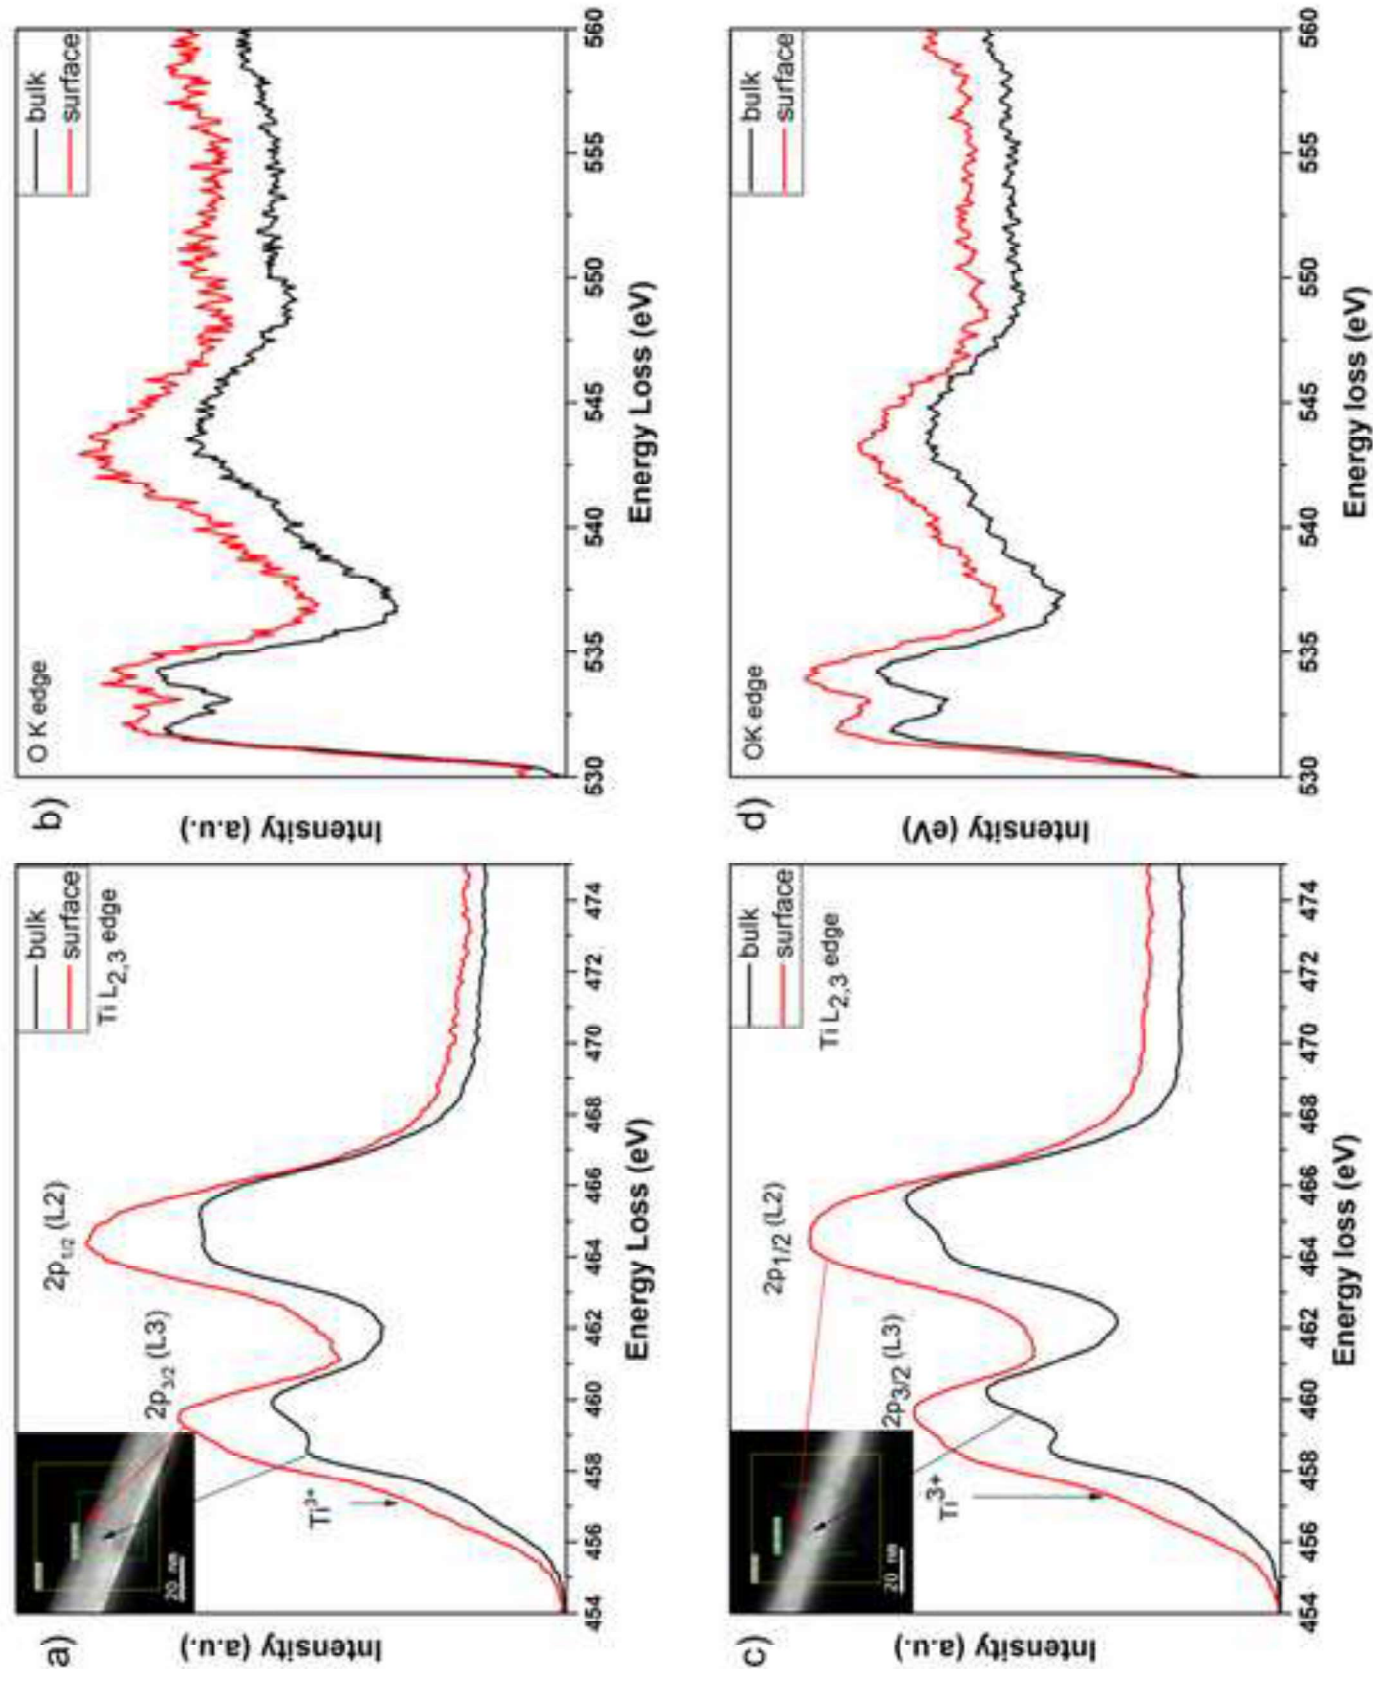 a)
Intensity (a.u.)
20 nm
2p3/2 (L3)
2p1/2 (L2)
Ti3+
bulk
surface
Ti L2,3 edge
454 456 458 460 462 464 466 468 470 472 474
Energy Loss (eV)
b)
Intensity (a.u.)
O K edge
bulk
surface
530 535 540 545 550 555 560
Energy Loss (eV)
c)
Intensity (a.u.)
20 nm
2p3/2 (L3)
2p1/2 (L2)
Ti3+
bulk
surface
Ti L2,3 edge
454 456 458 460 462 464 466 468 470 472 474
Energy loss (eV)
d)
Intensity (eV)
OK edge
bulk
surface
530 535 540 545 550 555 560
Energy loss (eV)